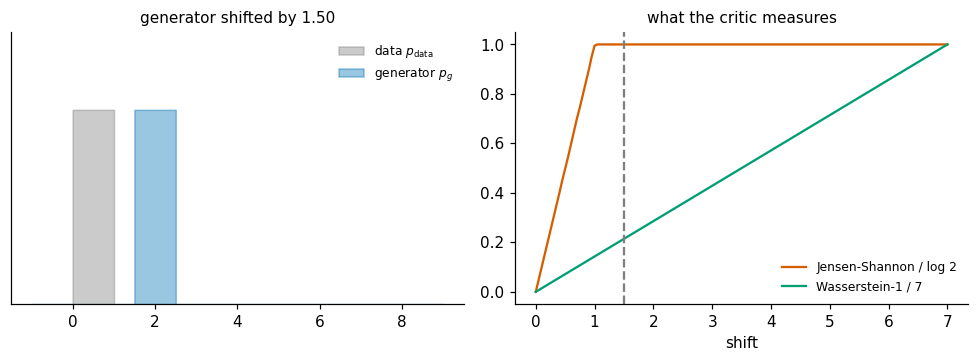 generator shifted by 1.50
data p_data
generator p_g
0 2 4 6 8
what the critic measures
1.0
0.8
0.6
0.4
0.2
0.0
Jensen-Shannon / log 2
Wasserstein-1 / 7
0 1 2 3 4 5 6 7
shift